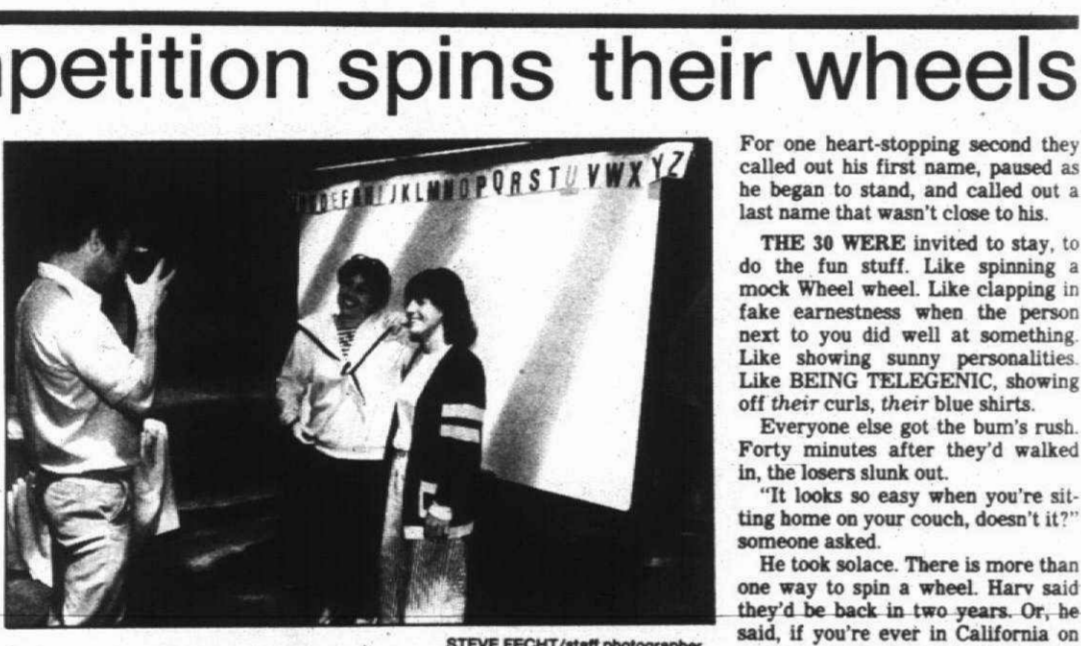 petition spins their wheels
DEFGHIJKLMNOPQRSTUVWXYZ
STEVE FECHT/staff photographer
For one heart-stopping second they
called out his first name, paused as
he began to stand, and called out a
last name that wasn't close to his.
THE 30 WERE invited to stay, to
do the fun stuff. Like spinning a
mock Wheel wheel. Like clapping in
fake earnestness when the person
next to you did well at something.
Like showing sunny personalities.
Like BEING TELEGENIC, showing
off their curls, their blue shirts.
Everyone else got the bum's rush.
Forty minutes after they'd walked
in, the losers slunk out.
"It looks so easy when you're sit-
ting home on your couch, doesn't it?"
someone asked.
He took solace. There is more than
one way to spin a wheel. Harv said
they'd be back in two years. Or, he
said, if you're ever in California on